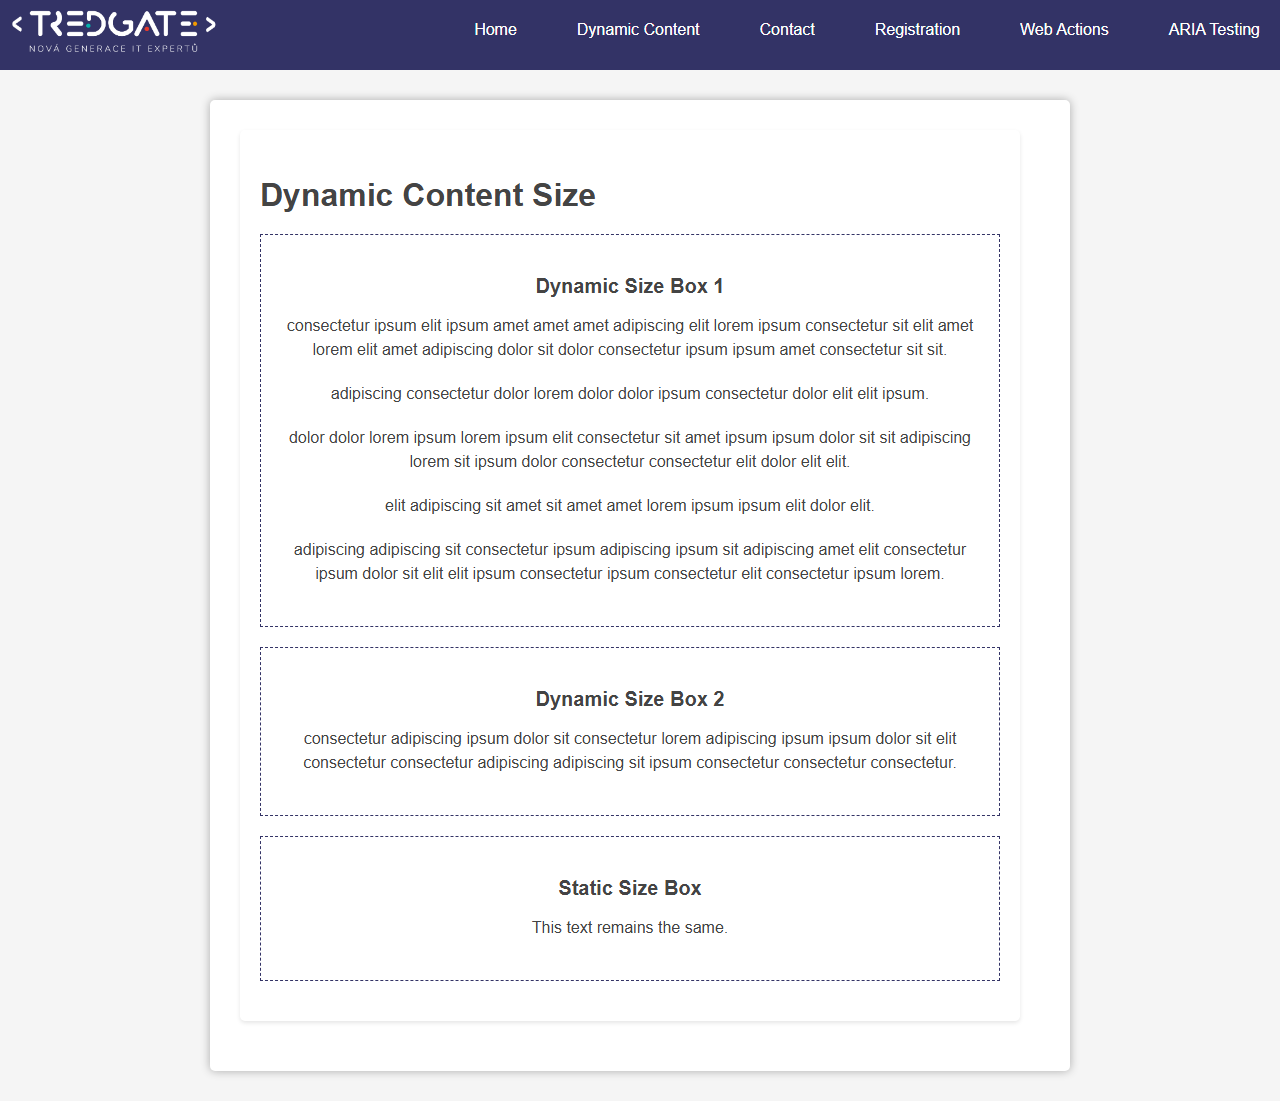 < TREDGATE >
NOVÁ GENERACE IT EXPERTŮ
Home Dynamic Content Contact Registration Web Actions ARIA Testing
Dynamic Content Size
Dynamic Size Box 1
consectetur ipsum elit ipsum amet amet amet adipiscing elit lorem ipsum consectetur sit elit amet
lorem elit amet adipiscing dolor sit dolor consectetur ipsum ipsum amet consectetur sit sit.
adipiscing consectetur dolor lorem dolor dolor ipsum consectetur dolor elit elit ipsum.
dolor dolor lorem ipsum lorem ipsum elit consectetur sit amet ipsum ipsum dolor sit sit adipiscing
lorem sit ipsum dolor consectetur consectetur elit dolor elit elit.
elit adipiscing sit amet sit amet amet lorem ipsum ipsum elit dolor elit.
adipiscing adipiscing sit consectetur ipsum adipiscing ipsum sit adipiscing amet elit consectetur
ipsum dolor sit elit elit ipsum consectetur ipsum consectetur elit consectetur ipsum lorem.
Dynamic Size Box 2
consectetur adipiscing ipsum dolor sit consectetur lorem adipiscing ipsum ipsum dolor sit elit
consectetur consectetur adipiscing adipiscing sit ipsum consectetur consectetur consectetur.
Static Size Box
This text remains the same.